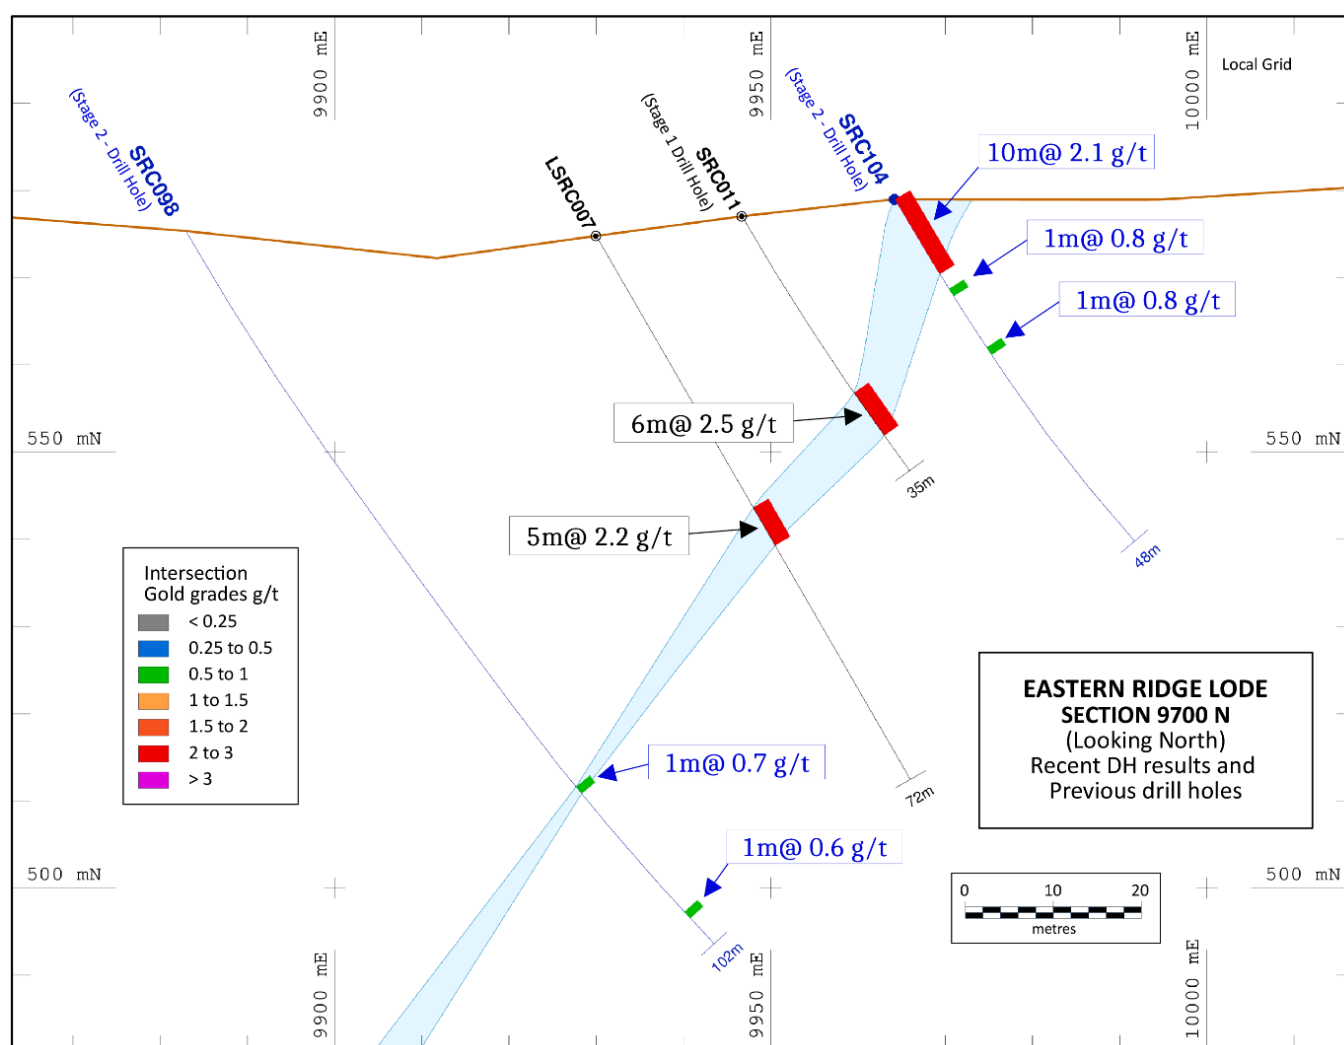 9900 mE
9950 mE
10000 mE
Local Grid
SRC098
(Stage 2 - Drill Hole)
LSRC007
SRC011
(Stage 1 Drill Hole)
SRC104
(Stage 2 - Drill Hole)
10m@ 2.1 g/t
1m@ 0.8 g/t
1m@ 0.8 g/t
6m@ 2.5 g/t
550 mN
550 mN
35m
5m@ 2.2 g/t
48m
Intersection
Gold grades g/t
< 0.25
0.25 to 0.5
0.5 to 1
1 to 1.5
1.5 to 2
2 to 3
> 3
EASTERN RIDGE LODE
SECTION 9700 N
(Looking North)
Recent DH results and
Previous drill holes
1m@ 0.7 g/t
72m
1m@ 0.6 g/t
500 mN
500 mN
0 10 20
metres
102m
9900 mE
9950 mE
10000 mE